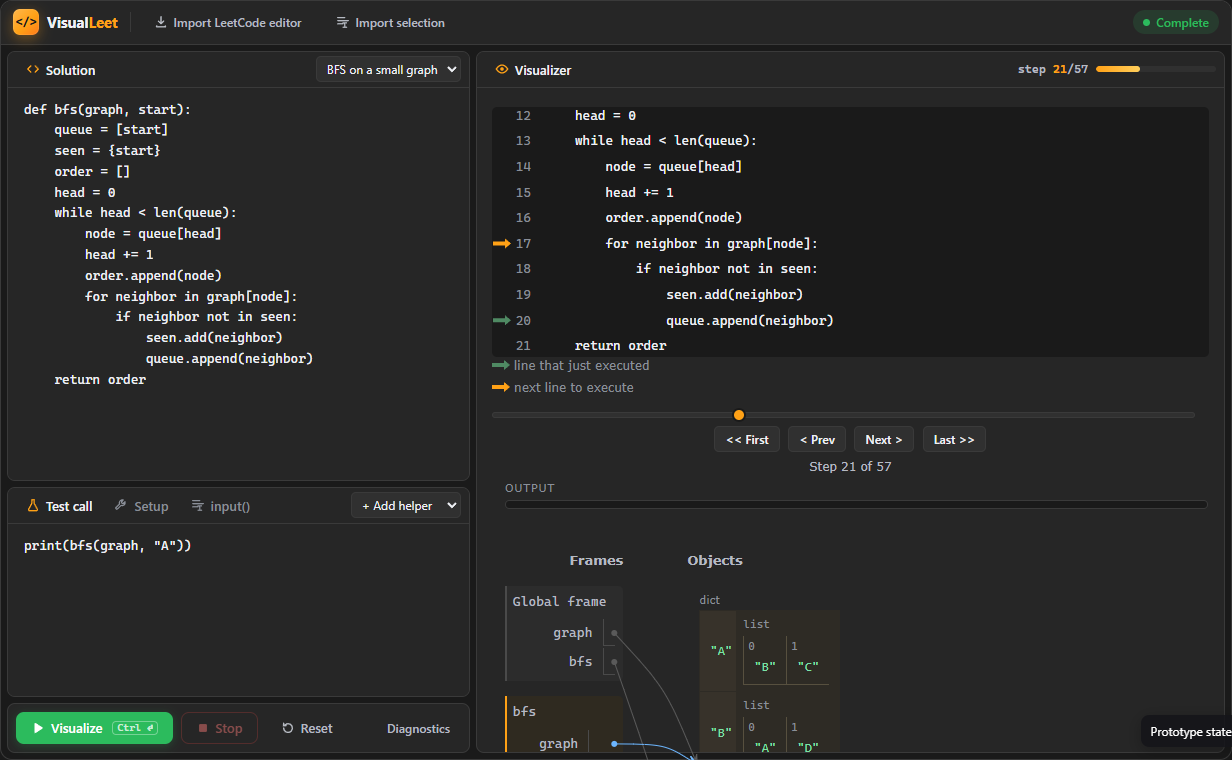 </> VisualLeet
Import LeetCode editor
Import selection
Complete
Solution
BFS on a small graph
def bfs(graph, start):
    queue = [start]
    seen = {start}
    order = []
    head = 0
    while head < len(queue):
        node = queue[head]
        head += 1
        order.append(node)
        for neighbor in graph[node]:
            if neighbor not in seen:
                seen.add(neighbor)
                queue.append(neighbor)
    return order
Test call
Setup
input()
+ Add helper
print(bfs(graph, "A"))
Visualize Ctrl ↵
Stop
Reset
Diagnostics
Visualizer
step 21/57
12 head = 0
13 while head < len(queue):
14 node = queue[head]
15 head += 1
16 order.append(node)
17 for neighbor in graph[node]:
18 if neighbor not in seen:
19 seen.add(neighbor)
20 queue.append(neighbor)
21 return order
line that just executed
next line to execute
<< First
< Prev
Next >
Last >>
Step 21 of 57
OUTPUT
Frames
Objects
Global frame
graph
bfs
bfs
graph
dict
"A"
list
0 1
"B" "C"
"B"
list
0 1
"A" "D"
Prototype state